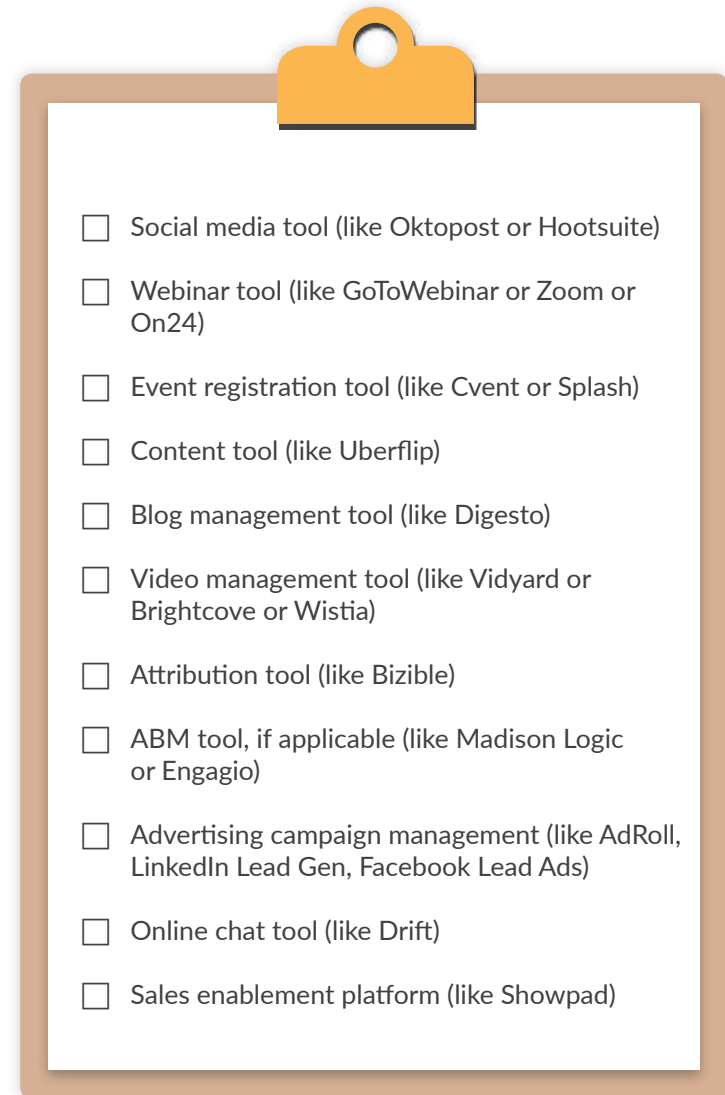 Social media tool (like Oktopost or Hootsuite)
Webinar tool (like GoToWebinar or Zoom or
On24)
Event registration tool (like Cvent or Splash)
Content tool (like Uberflip)
Blog management tool (like Digesto)
Video management tool (like Vidyard or
Brightcove or Wistia)
Attribution tool (like Bizible)
ABM tool, if applicable (like Madison Logic
or Engagio)
Advertising campaign management (like AdRoll,
LinkedIn Lead Gen, Facebook Lead Ads)
Online chat tool (like Drift)
Sales enablement platform (like Showpad)